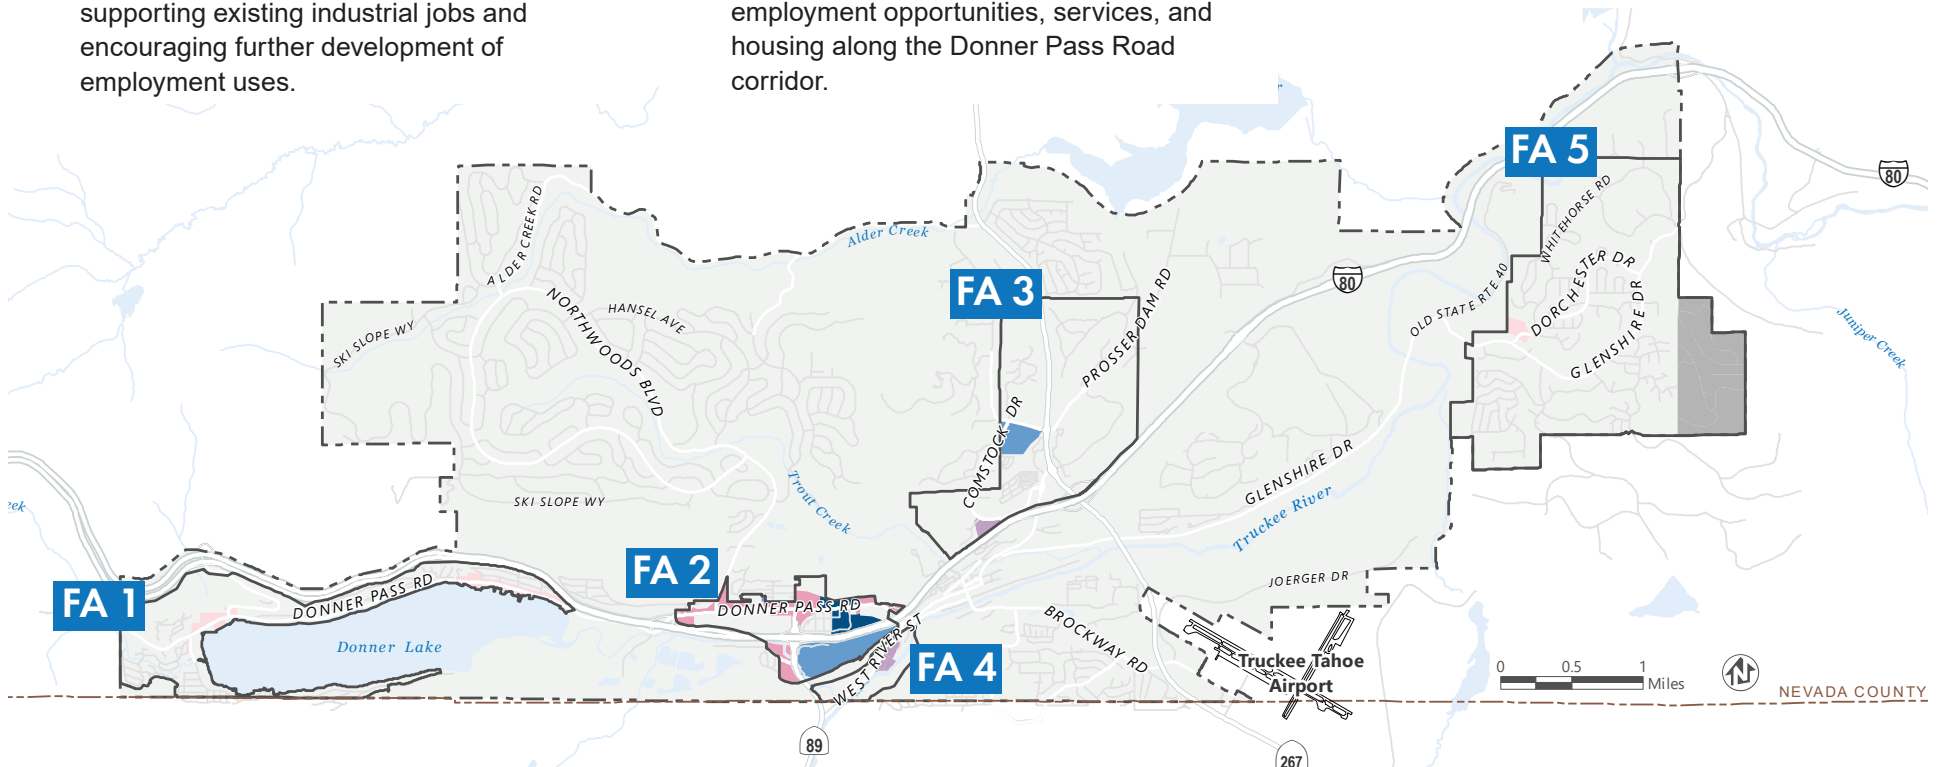 supporting existing industrial jobs and
encouraging further development of
employment uses.
employment opportunities, services, and
housing along the Donner Pass Road
corridor.
FA 5
80
ALDER CREEK RD
WHITEHORSE RD
Alder Creek
DORCHESTER DR
FA 3
80
OLD STATE RTE 40
NORTHWOODS BLVD
HANSEL AVE
PROSSER DAM RD
SKI SLOPE WY
GLENSHIRE DR
Juniper Creek
COMSTOCK DR
GLENSHIRE DR
SKI SLOPE WY
Trout Creek
Truckee River
FA 2
JOERGER DR
FA 1
DONNER PASS RD
DONNER PASS RD
BROCKWAY RD
Donner Lake
WEST RIVER ST
FA 4
Truckee Tahoe
Airport
0 0.5 1
Miles
N
NEVADA COUNTY
89
267